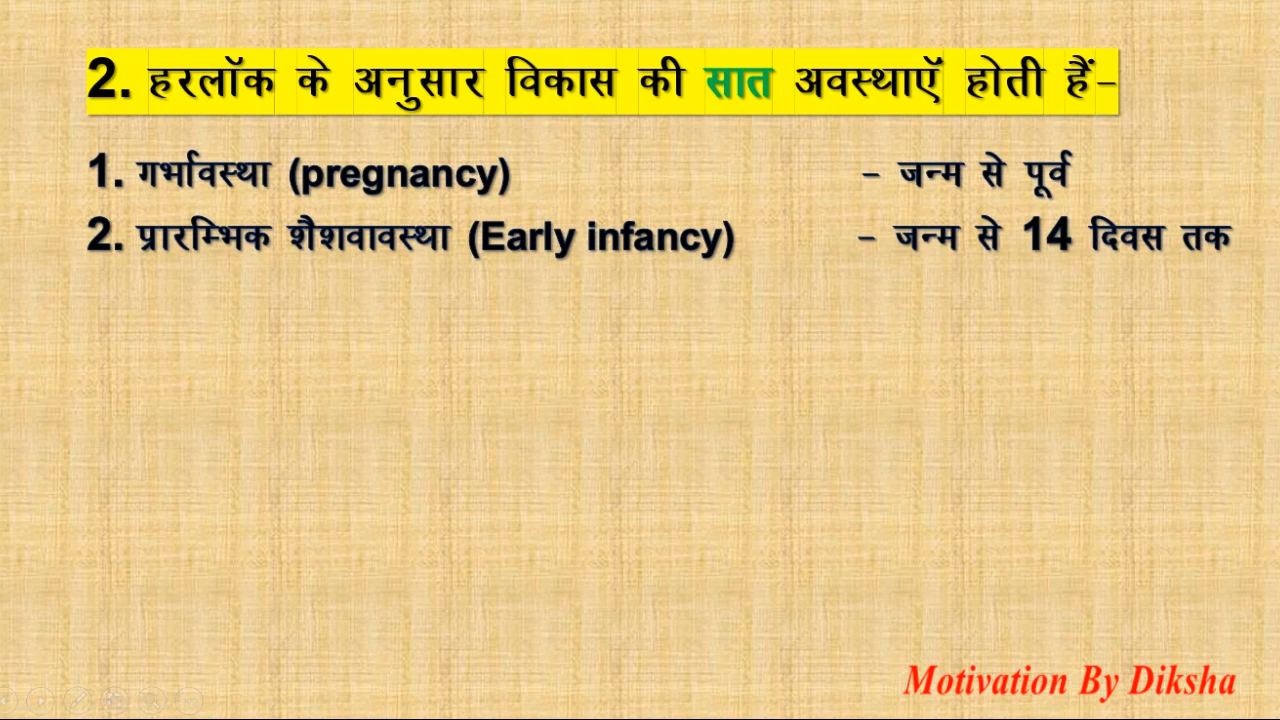 2. हरलॉक के अनुसार विकास की सात अवस्थाऍ होती हैं-
1. गर्भावस्था (pregnancy) - जन्म से पूर्व
2. प्रारम्भिक शैशवावस्था (Early infancy) - जन्म से 14 दिवस तक
Motivation By Diksha